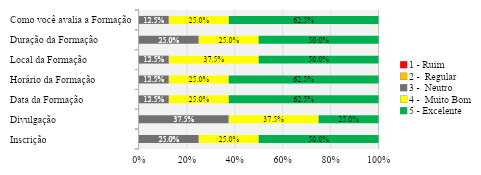 Como você avalia a Formação 12.5% 25.0% 62.5%
Duração da Formação 25.0% 25.0% 50.0%
Local da Formação 12.5% 37.5% 50.0%
Horário da Formação 12.5% 25.0% 62.5%
Data da Formação 12.5% 25.0% 62.5%
Divulgação 37.5% 37.5% 25.0%
Inscrição 25.0% 25.0% 50.0%
0% 20% 40% 60% 80% 100%
1 - Ruim
2 - Regular
3 - Neutro
4 - Muito Bom
5 - Excelente